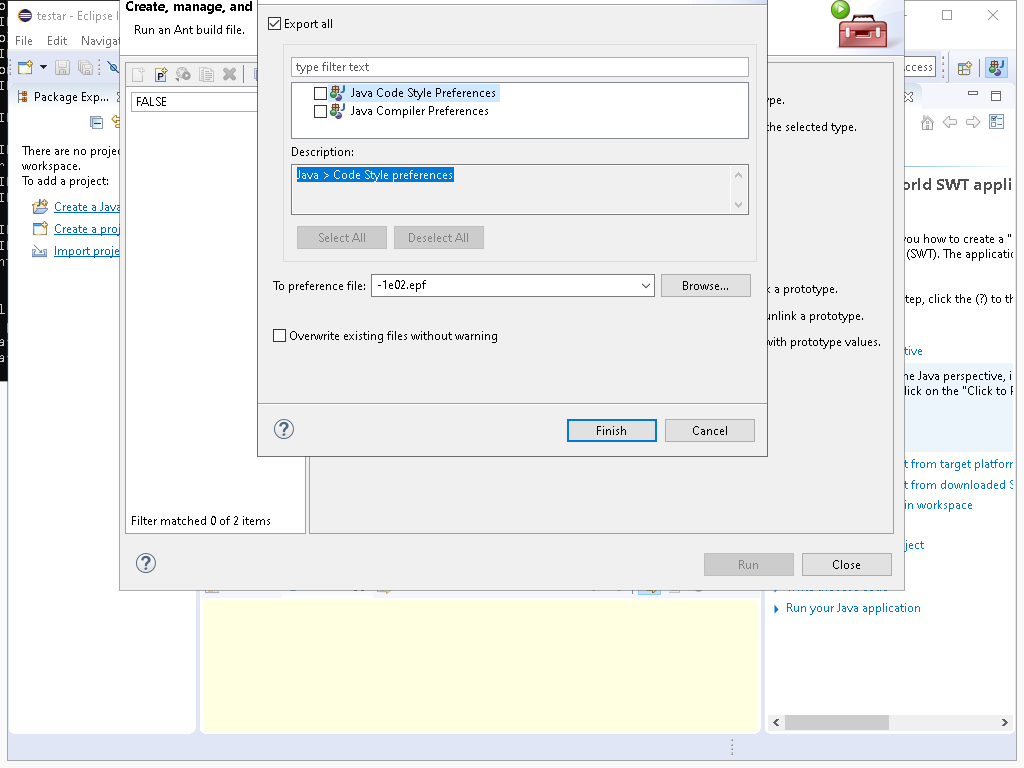 testar - Eclipse I
Create, manage, and
Run an Ant build file.
File Edit Navigat
Export all
type filter text
Java Code Style Preferences
Java Compiler Preferences
Description:
Java > Code Style preferences
Select All Deselect All
To preference file: -1e02.epf Browse...
Overwrite existing files without warning
Finish Cancel
Package Exp...
There are no projec
workspace.
To add a project:
Create a Java
Create a proj
Import proje
FALSE
Filter matched 0 of 2 items
ype.
the selected type.
k a prototype.
unlink a prototype.
with prototype values.
Run Close
ccess
orld SWT appli
you how to create a "
(SWT). The applicatic
tep, click the (?) to th
tive
ne Java perspective, i
lick on the "Click to P
t from target platforr
t from downloaded S
in workspace
ject
Run your Java application